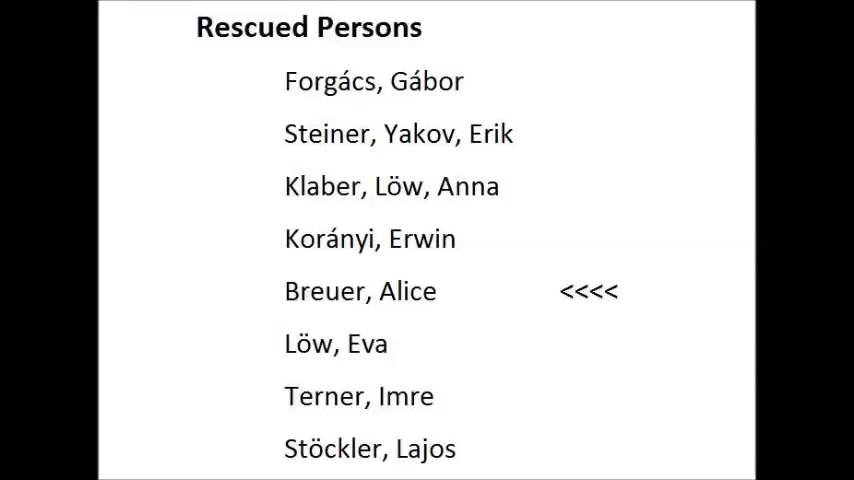 Rescued Persons
Forgács, Gábor
Steiner, Yakov, Erik
Klaber, Löw, Anna
Korányi, Erwin
Breuer, Alice <<<<
Löw, Eva
Terner, Imre
Stöckler, Lajos